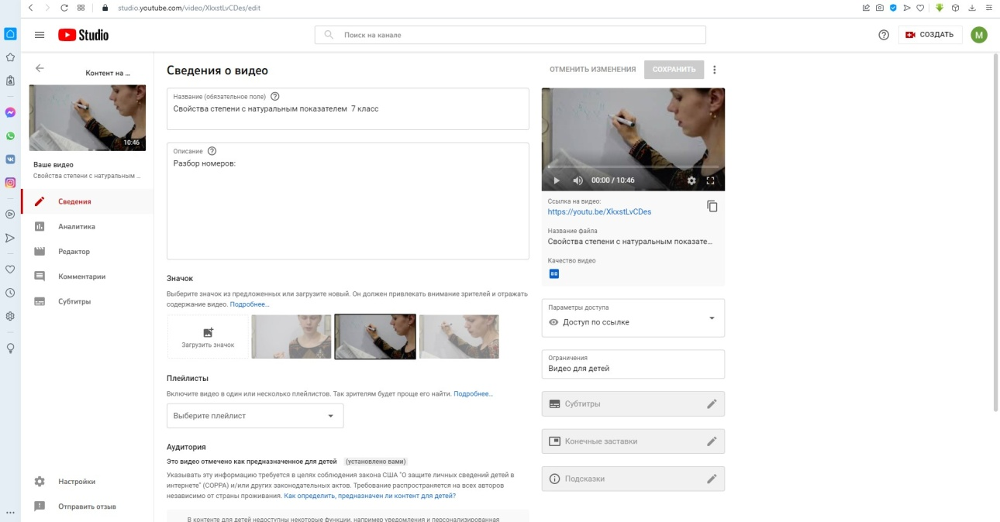 studio.youtube.com/video/XkxstLvCDes/edit
Studio
Поиск на канале
СОЗДАТЬ
M
Контент на ...
10:46
Ваше видео
Свойства степени с натуральным ...
Сведения
Аналитика
Редактор
Комментарии
Субтитры
Настройки
Отправить отзыв
Сведения о видео
ОТМЕНИТЬ ИЗМЕНЕНИЯ
СОХРАНИТЬ
Название (обязательное поле)
Свойства степени с натуральным показателем 7 класс
Описание
Разбор номеров:
Значок
Выберите значок из предложенных или загрузите новый. Он должен привлекать внимание зрителей и отражать
содержание видео. Подробнее...
Загрузить значок
Плейлисты
Включите видео в один или несколько плейлистов. Так зрителям будет проще его найти. Подробнее...
Выберите плейлист
Аудитория
Это видео отмечено как предназначенное для детей (установлено вами)
Указывать эту информацию требуется в целях соблюдения закона США "О защите личных сведений детей в
интернете" (COPPA) и/или других законодательных актов. Требование распространяется на всех авторов
независимо от страны проживания. Как определить, предназначен ли контент для детей?
В контенте для детей недоступны некоторые функции, например уведомления и персонализированная
00:00 / 10:46
Ссылка на видео:
https://youtu.be/XkxstLvCDes
Название файла
Свойства степени с натуральным показате...
Качество видео
SD
Параметры доступа
Доступ по ссылке
Ограничения
Видео для детей
Субтитры
Конечные заставки
Подсказки